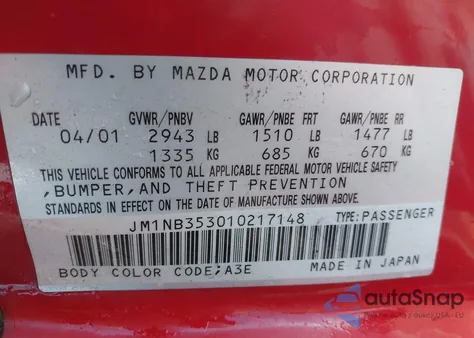 MFD. BY MAZDA MOTOR CORPORATION
DATE GVWR/PNBV GAWR/PNBE FRT GAWR/PNBE RR
04/01 2943 LB 1510 LB 1477 LB
1335 KG 685 KG 670 KG
THIS VEHICLE CONFORMS TO ALL APPLICABLE FEDERAL MOTOR VEHICLE SAFETY
,BUMPER,AND THEFT PREVENTION
STANDARDS IN EFFECT ON THE DATE OF MANUFACTURE SHOWN ABOVE.
JM1NB353010217148 TYPE:PASSENGER
BODY COLOR CODE;A3E MADE IN JAPAN
autoSnap